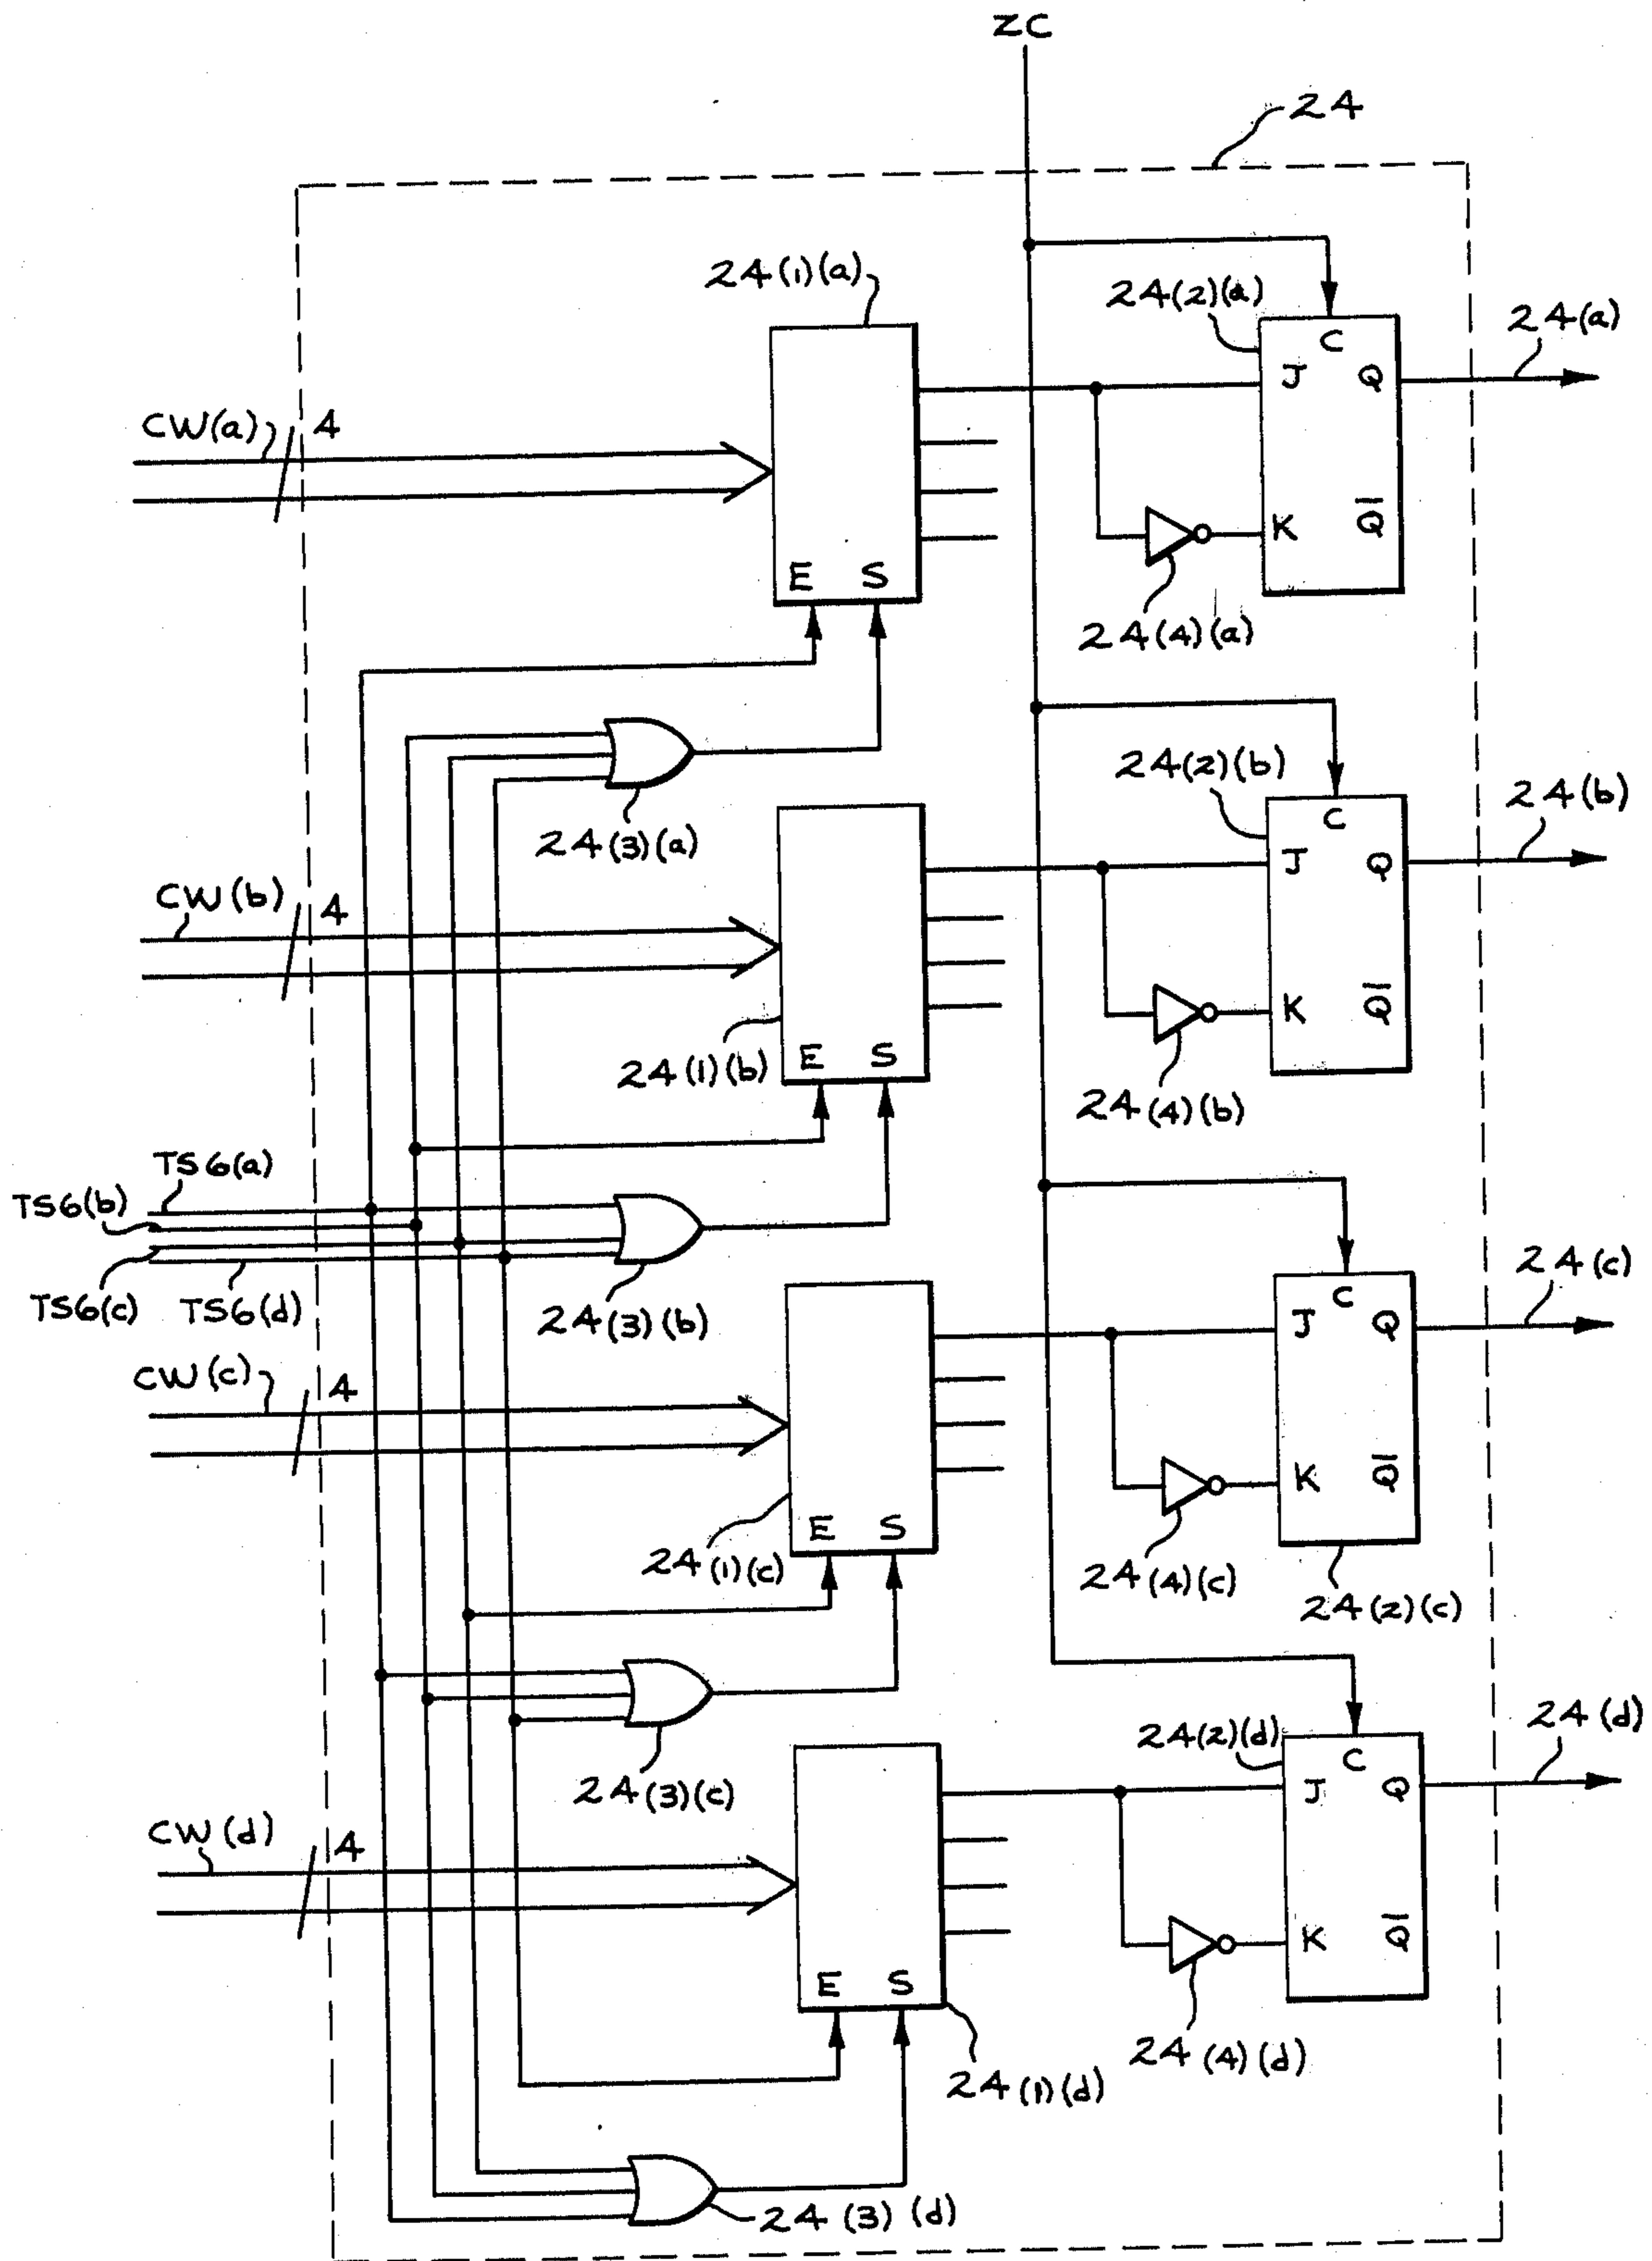 ZC
24
24(1)(a)
24(2)(a)
24(a)
C
J Q
CW(a) 4
K Q̅
E S
24(4)(a)
24(3)(a)
24(2)(b)
24(b)
C
J Q
CW(b) 4
K Q̅
E S
24(1)(b)
24(4)(b)
TS6(a)
TS6(b)
TS6(c) TS6(d)
24(3)(b)
24(c)
C
J Q
CW(c) 4
K Q̅
E S
24(1)(c)
24(4)(c)
24(2)(c)
24(3)(c)
24(2)(d)
24(d)
C
J Q
CW(d) 4
K Q̅
E S
24(4)(d)
24(1)(d)
24(3)(d)